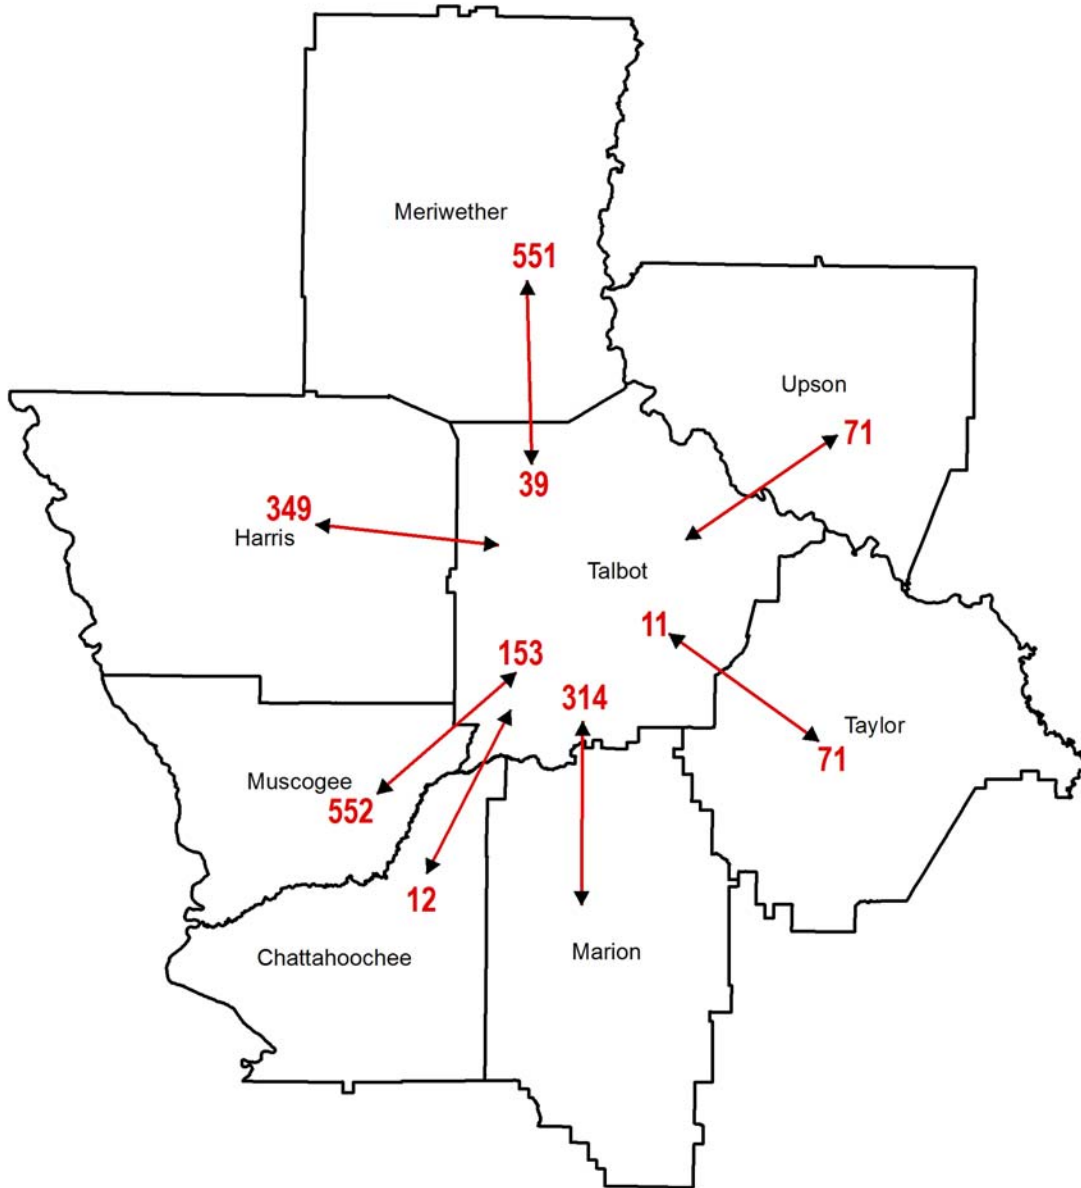 Meriwether
551
Upson
71
39
349
Harris
Talbot
11
153
314
Taylor
71
Muscogee
552
12
Marion
Chattahoochee